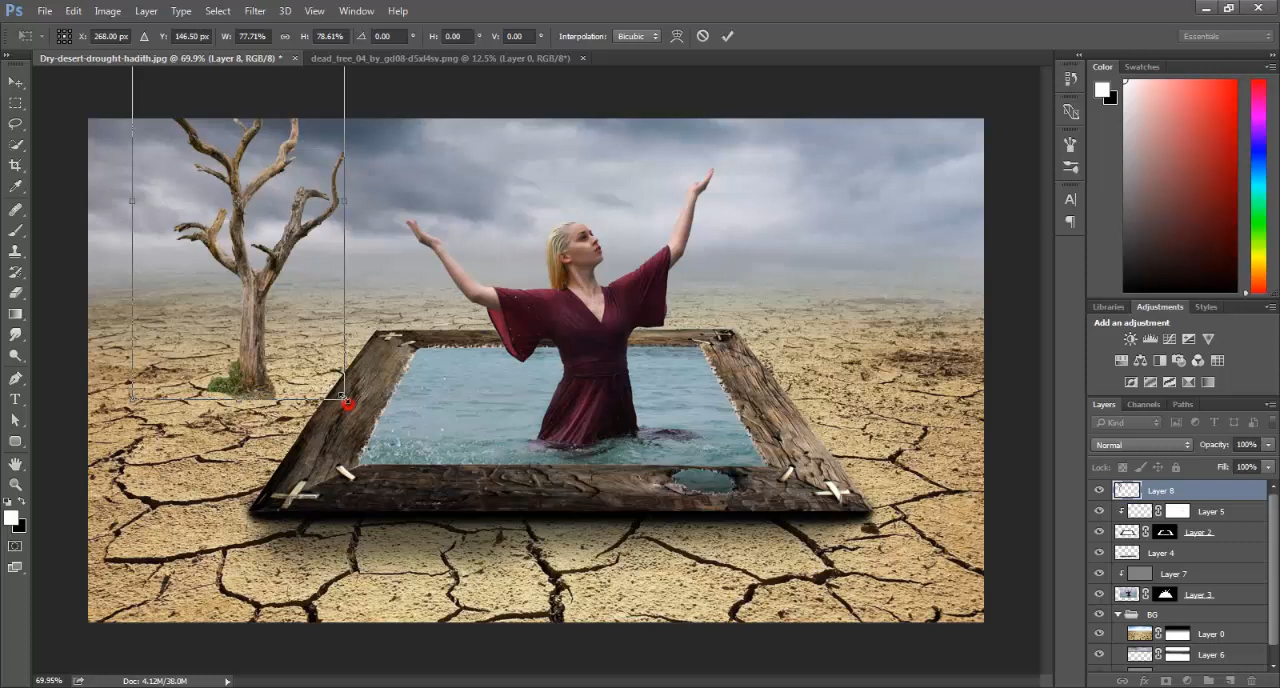 Ps File Edit Image Layer Type Select Filter 3D View Window Help
X: 268.00 px Y: 146.50 px W: 77.71% H: 78.61% 0.00 ° H: 0.00 ° V: 0.00 ° Interpolation: Bicubic Essentials
Dry-desert-drought-hadith.jpg @ 69.9% (Layer 8, RGB/8) * × dead_tree_04_by_gd08-d5xl4sv.png @ 12.5% (Layer 0, RGB/8*) ×
Color Swatches
Libraries Adjustments Styles
Add an adjustment
Layers Channels Paths
Kind
Normal Opacity: 100%
Lock: Fill: 100%
Layer 8
Layer 5
Layer 2
Layer 4
Layer 7
Layer 3
BG
Layer 0
Layer 6
69.95% Doc: 4.12M/38.0M